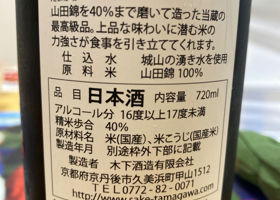 山田錦を40%まで磨いて造った当蔵の
最高級品。上品な味わいに潜む米の
力強さが食事を引き立ててくれます。
仕込水 城山の湧き水を使用
原料米 山田錦100%
品目 日本酒 内容量 720ml
アルコール分 16度以上17度未満
精米歩合 40%
原材料名 米(国産)、米こうじ(国産米)
製造年月 別途枠外下部に記載
製造者 木下酒造有限会社
京都府京丹後市久美浜町甲山1512
TEL 0772-82-0071
http://www.sake-tamagawa.com